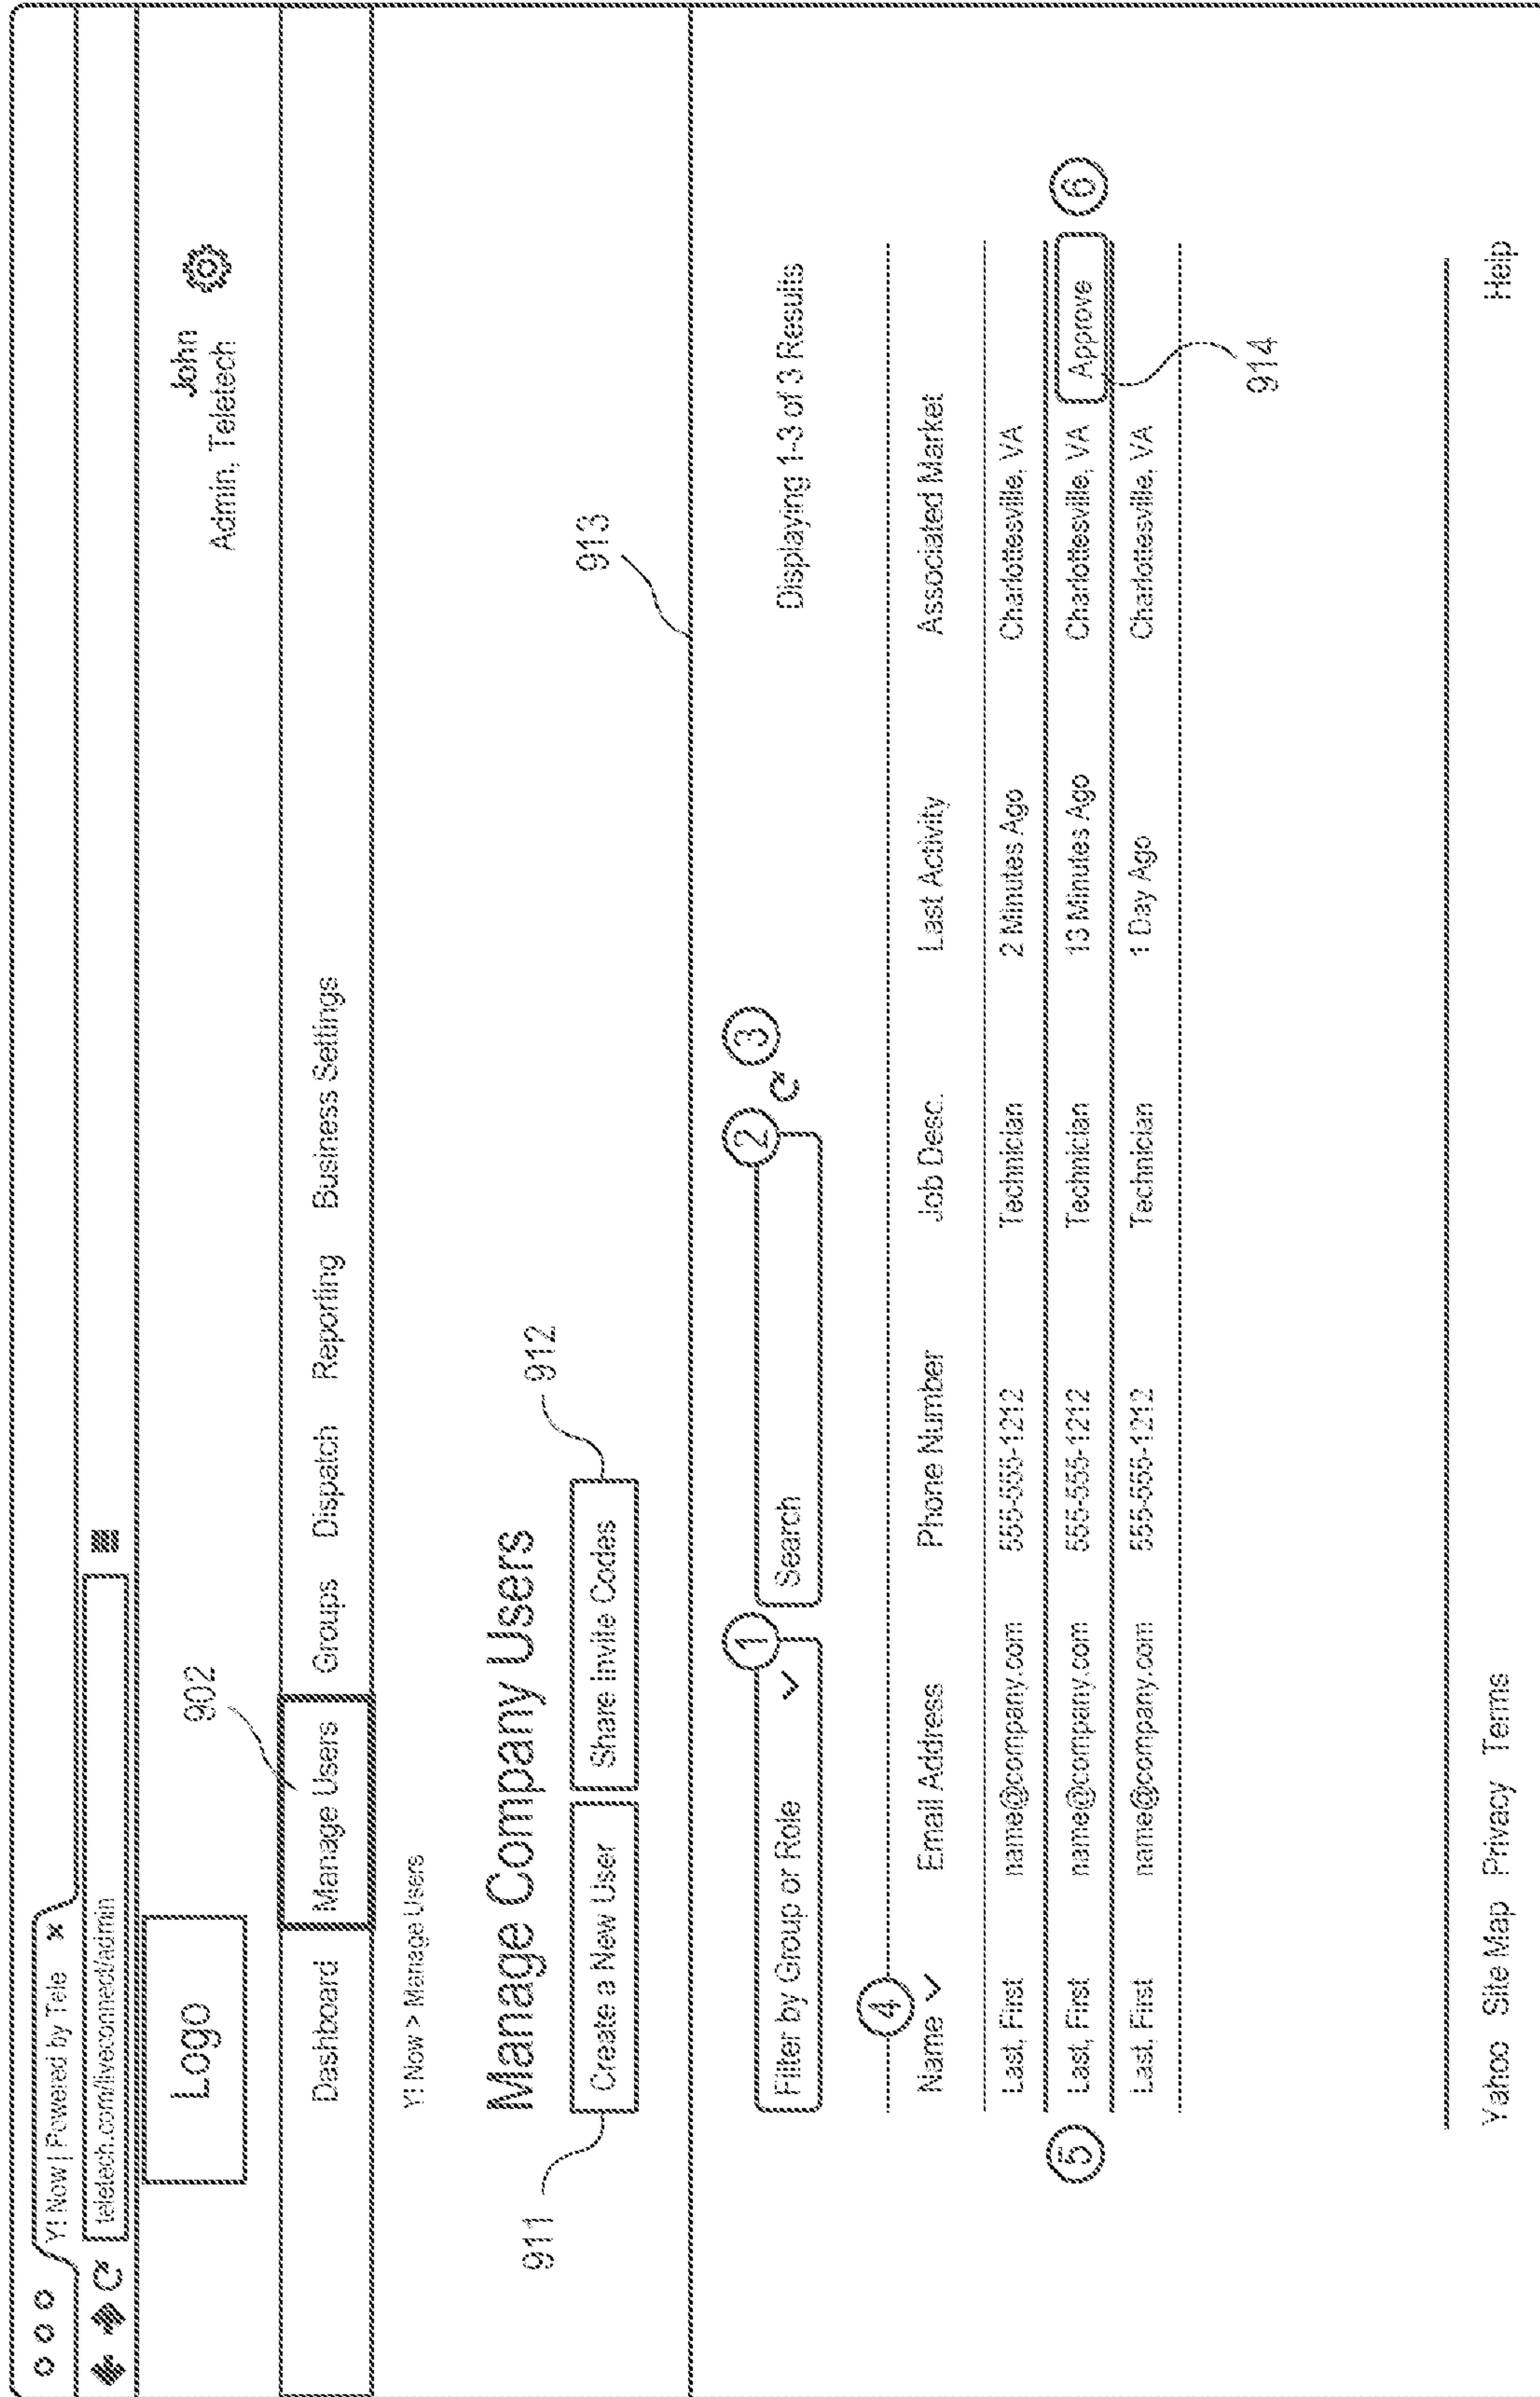 Y! Now | Powered by Tele ×
teletech.com/liveconnect/admin
Logo
John
Admin, Teletech
902
Dashboard Manage Users Groups Dispatch Reporting Business Settings
Y! Now > Manage Users
Manage Company Users
911 912 913
Create a New User Share Invite Codes
1 2 3
Filter by Group or Role Search Displaying 1-3 of 3 Results
4
Name Email Address Phone Number Job Desc. Last Activity Associated Market
Last, First name@company.com 555-555-1212 Technician 2 Minutes Ago Charlottesville, VA
5 Last, First name@company.com 555-555-1212 Technician 13 Minutes Ago Charlottesville, VA Approve 6
Last, First name@company.com 555-555-1212 Technician 1 Day Ago Charlottesville, VA
914
Yahoo Site Map Privacy Terms Help